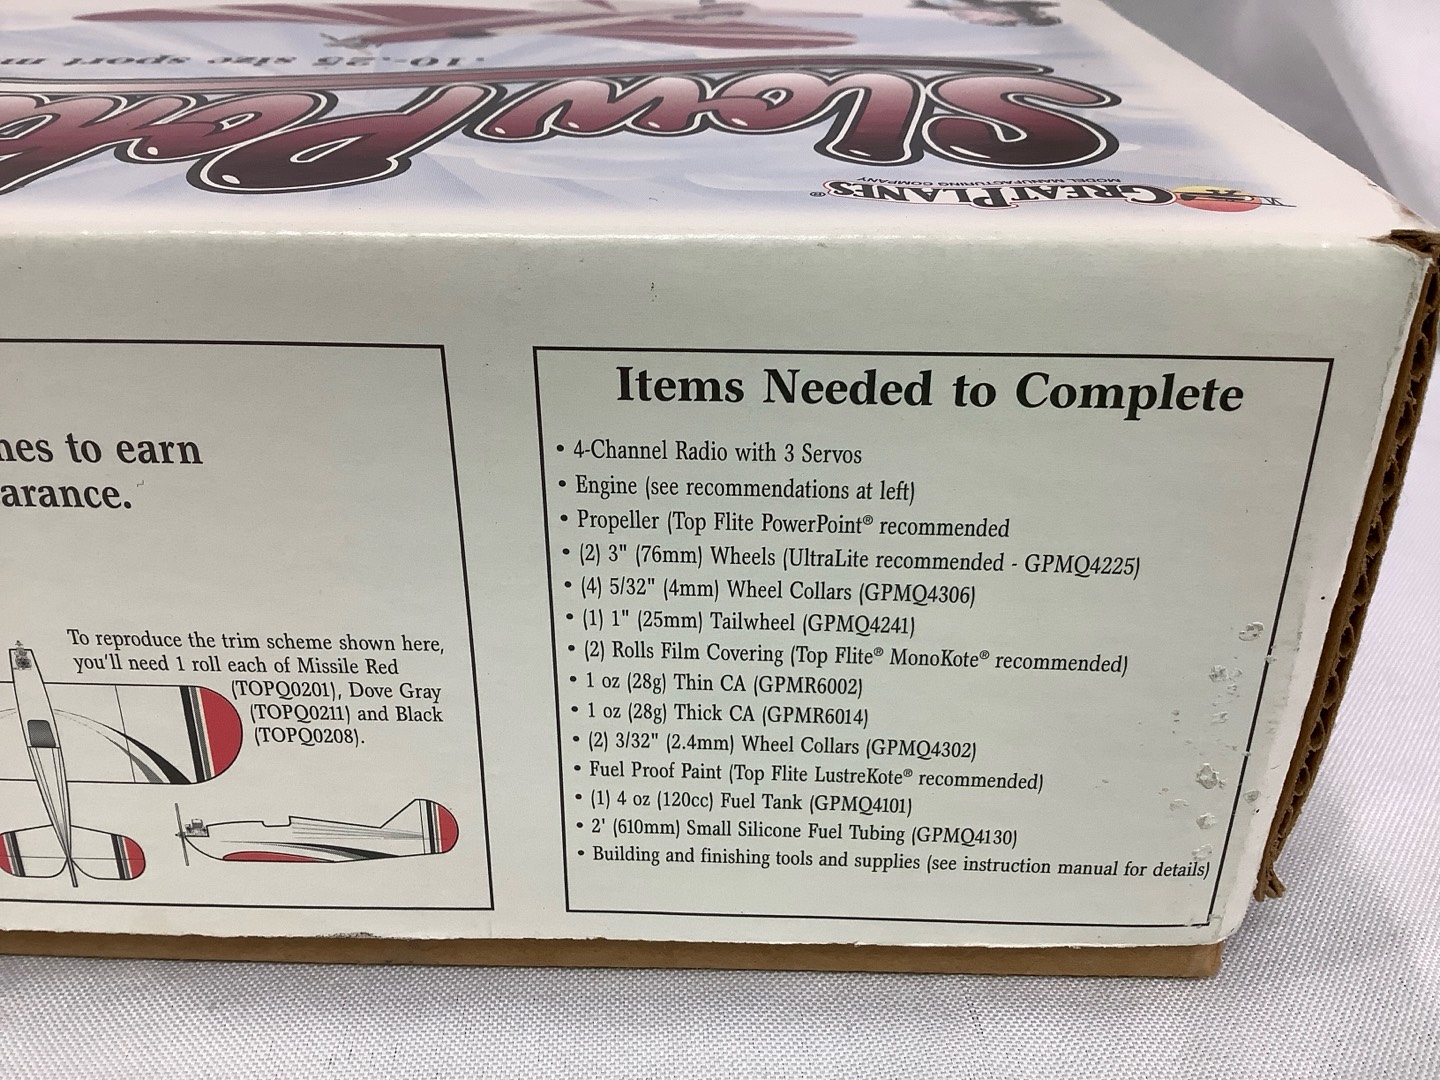 .10-.25 size sport m
Slow Pok
GREAT PLANES®
MODEL MANUFACTURING COMPANY
nes to earn
arance.
To reproduce the trim scheme shown here,
you'll need 1 roll each of Missile Red
(TOPQ0201), Dove Gray
(TOPQ0211) and Black
(TOPQ0208).
Items Needed to Complete
• 4-Channel Radio with 3 Servos
• Engine (see recommendations at left)
• Propeller (Top Flite PowerPoint® recommended
• (2) 3" (76mm) Wheels (UltraLite recommended - GPMQ4225)
• (4) 5/32" (4mm) Wheel Collars (GPMQ4306)
• (1) 1" (25mm) Tailwheel (GPMQ4241)
• (2) Rolls Film Covering (Top Flite® MonoKote® recommended)
• 1 oz (28g) Thin CA (GPMR6002)
• 1 oz (28g) Thick CA (GPMR6014)
• (2) 3/32" (2.4mm) Wheel Collars (GPMQ4302)
• Fuel Proof Paint (Top Flite LustreKote® recommended)
• (1) 4 oz (120cc) Fuel Tank (GPMQ4101)
• 2' (610mm) Small Silicone Fuel Tubing (GPMQ4130)
• Building and finishing tools and supplies (see instruction manual for details)